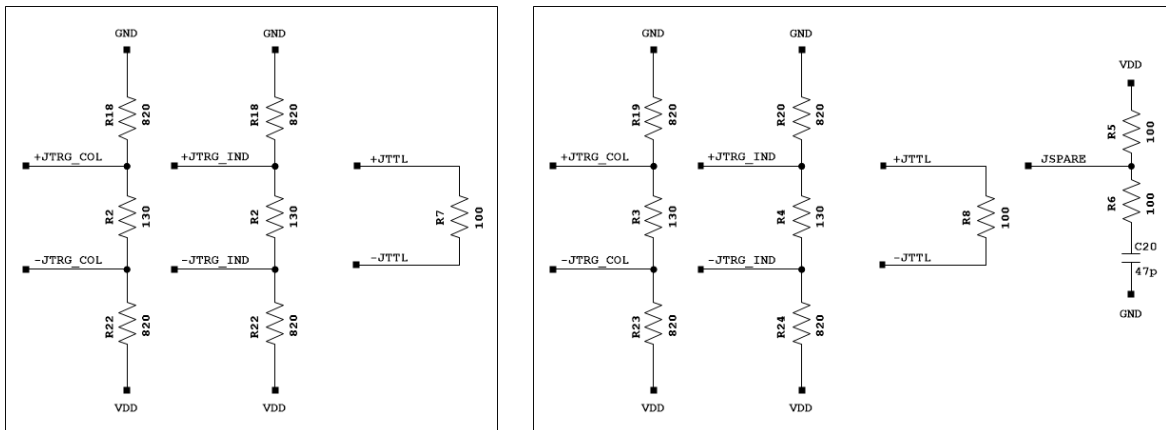 GND
GND
R18
820
R18
820
+JTRG_COL
+JTRG_IND
+JTTL
R2
130
R2
130
R7
100
-JTRG_COL
-JTRG_IND
-JTTL
R22
820
R22
820
VDD
VDD
GND
GND
VDD
R19
820
R20
820
R5
100
+JTRG_COL
+JTRG_IND
+JTTL
JSPARE
R3
130
R4
130
R8
100
R6
100
-JTRG_COL
-JTRG_IND
-JTTL
C20
47p
R23
820
R24
820
GND
VDD
VDD